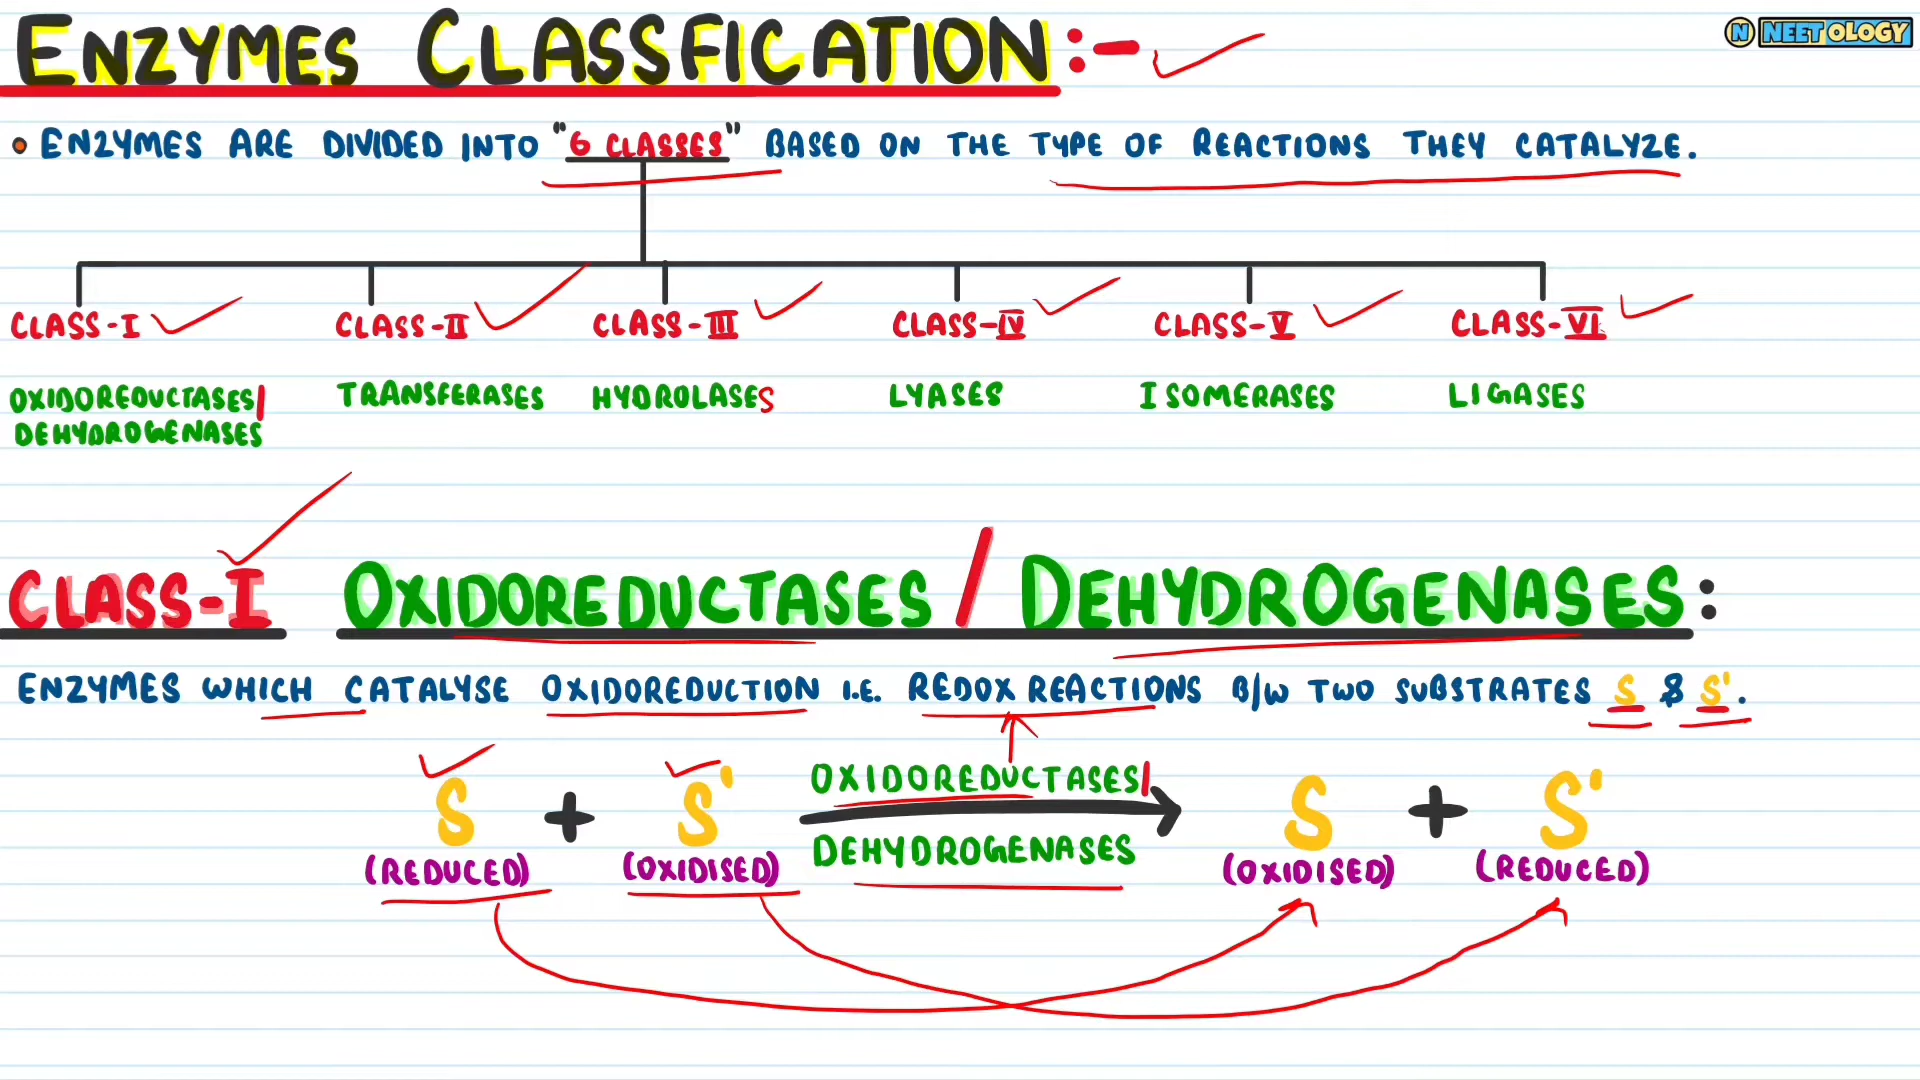 ENZYMES CLASSFICATION :-
N NEETOLOGY
• ENZYMES ARE DIVIDED INTO "6 CLASSES" BASED ON THE TYPE OF REACTIONS THEY CATALYZE.
CLASS-I CLASS-II CLASS-III CLASS-IV CLASS-V CLASS-VI
OXIDOREDUCTASES/ TRANSFERASES HYDROLASES LYASES ISOMERASES LIGASES
DEHYDROGENASES
CLASS-I OXIDOREDUCTASES / DEHYDROGENASES:
ENZYMES WHICH CATALYSE OXIDOREDUCTION I.E. REDOX REACTIONS B/W TWO SUBSTRATES S & S'.
OXIDOREDUCTASES/
S + S' → S + S'
DEHYDROGENASES
(REDUCED) (OXIDISED) (OXIDISED) (REDUCED)